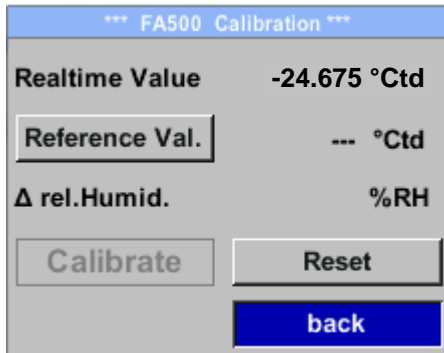 *** FA500 Calibration ***
Realtime Value -24.675 °Ctd
Reference Val. --- °Ctd
Δ rel.Humid. %RH
Calibrate Reset
back